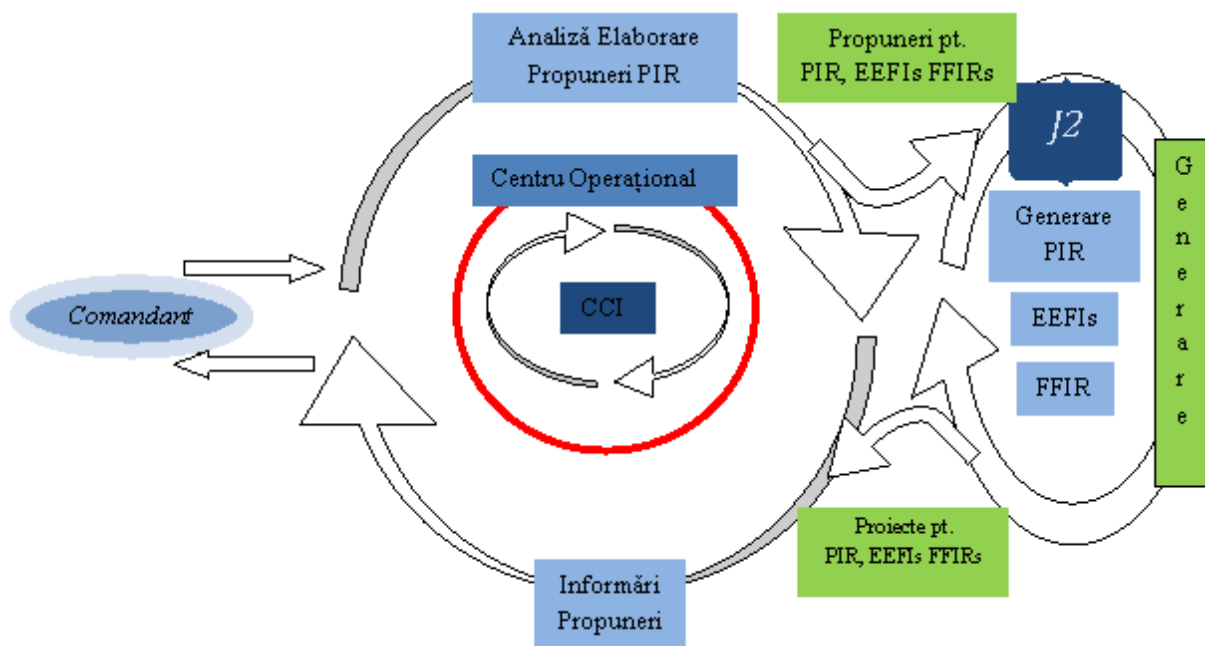 Analiză Elaborare
Propuneri PIR
Propuneri pt.
PIR, EEFIs FFIRs
J2
Generare
Centru Operațional
Generare
PIR
Comandant
CCI
EEFIs
FFIR
Proiecte pt.
PIR, EEFIs FFIRs
Informări
Propuneri